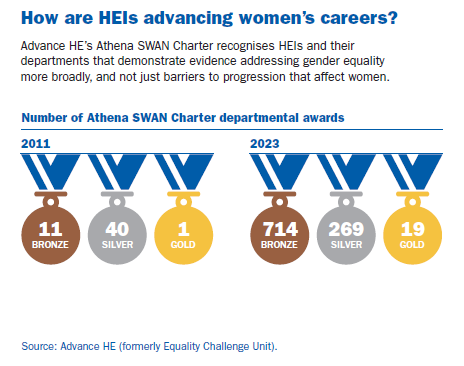 How are HEIs advancing women's careers?
Advance HE's Athena SWAN Charter recognises HEIs and their
departments that demonstrate evidence addressing gender equality
more broadly, and not just barriers to progression that affect women.
Number of Athena SWAN Charter departmental awards
2011
11
BRONZE
40
SILVER
1
GOLD
2023
714
BRONZE
269
SILVER
19
GOLD
Source: Advance HE (formerly Equality Challenge Unit).